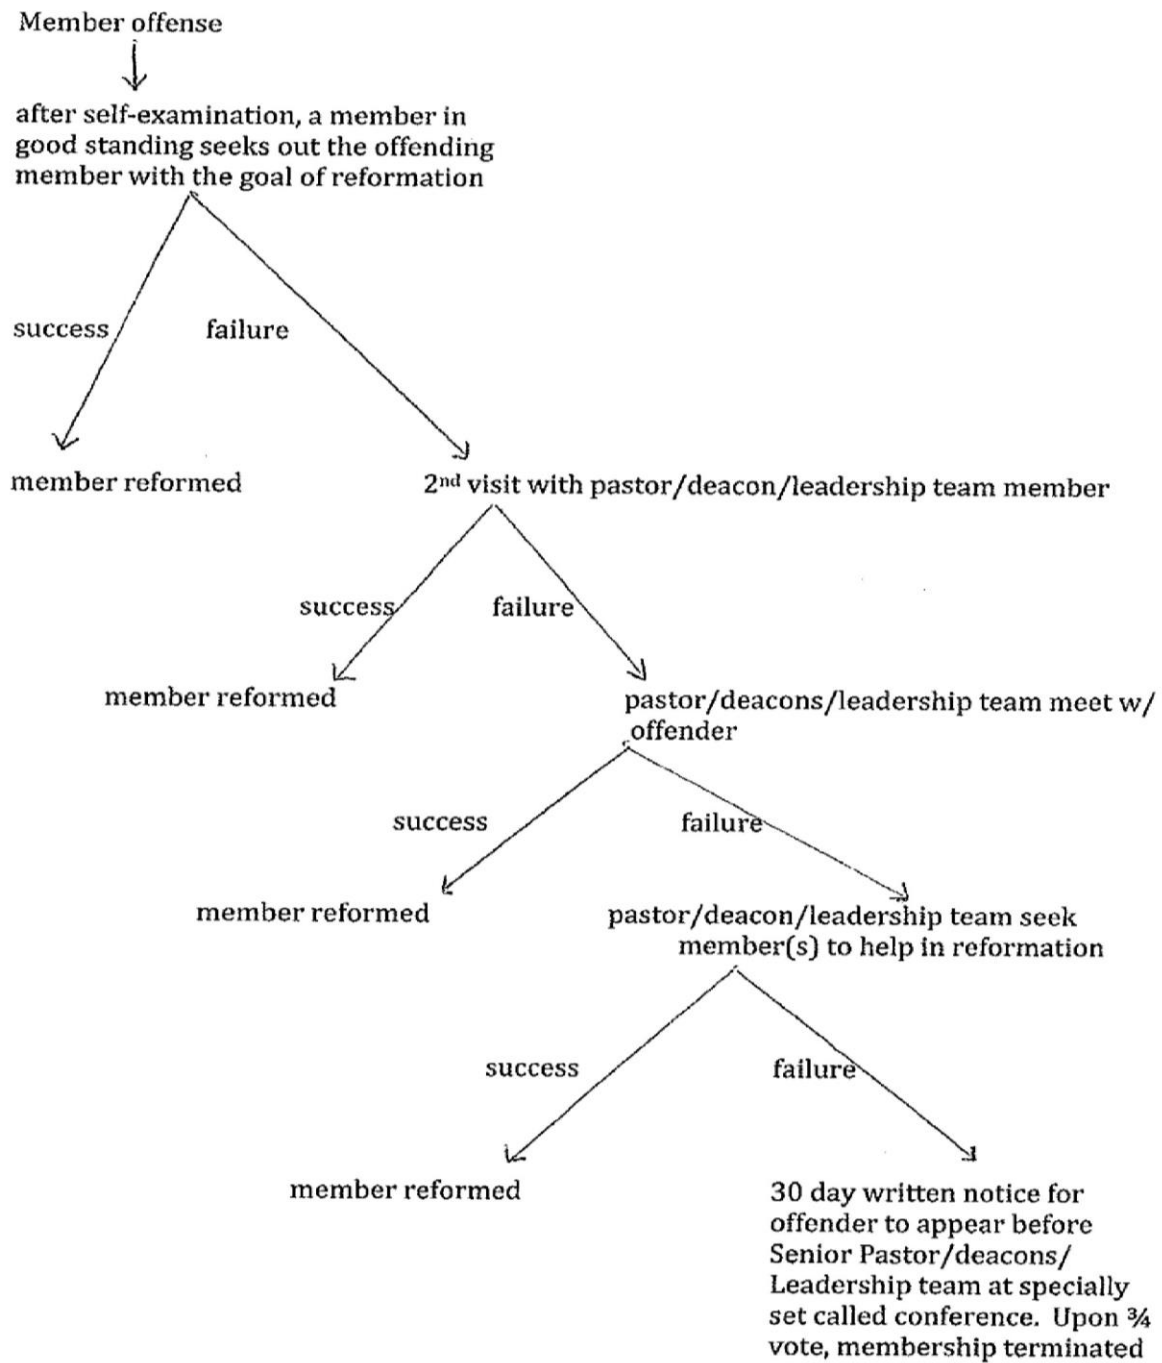 Member offense
after self-examination, a member in
good standing seeks out the offending
member with the goal of reformation
success
failure
member reformed
2nd visit with pastor/deacon/leadership team member
success
failure
member reformed
pastor/deacons/leadership team meet w/
offender
success
failure
member reformed
pastor/deacon/leadership team seek
member(s) to help in reformation
success
failure
member reformed
30 day written notice for
offender to appear before
Senior Pastor/deacons/
Leadership team at specially
set called conference. Upon ¾
vote, membership terminated